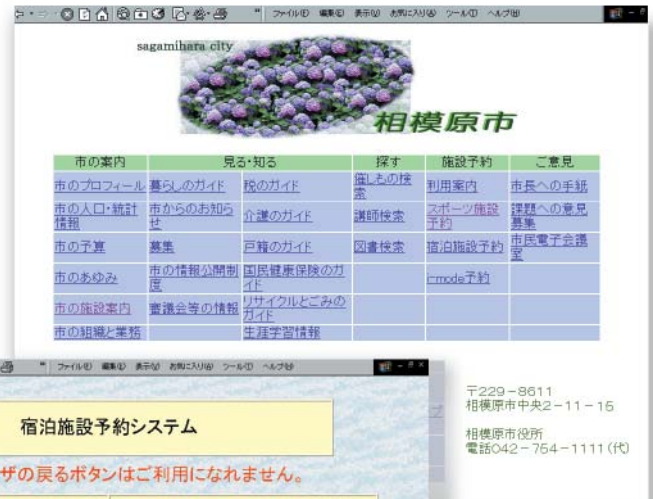 ファイル(F) 編集(E) 表示(V) お気に入り(A) ツール(T) ヘルプ(H)
sagamihara city
相模原市
市の案内 見る・知る 探す 施設予約 ご意見
市のプロフィール 暮らしのガイド 税のガイド 催しもの検索 利用案内 市長への手紙
市の人口・統計情報 市からのお知らせ 介護のガイド 講師検索 スポーツ施設予約 課題への意見募集
市の予算 募集 戸籍のガイド 図書検索 宿泊施設予約 市民電子会議室
市のあゆみ 市の情報公開制度 国民健康保険のガイド i-mode予約
市の施設案内 審議会等の情報 リサイクルとごみのガイド
市の組織と業務 生涯学習情報
ファイル(F) 編集(E) 表示(V) お気に入り(A) ツール(T) ヘルプ(H)
宿泊施設予約システム
ザの戻るボタンはご利用になれません。
プ
〒229-8611
相模原市中央2-11-15
相模原市役所
電話042-754-1111(代)